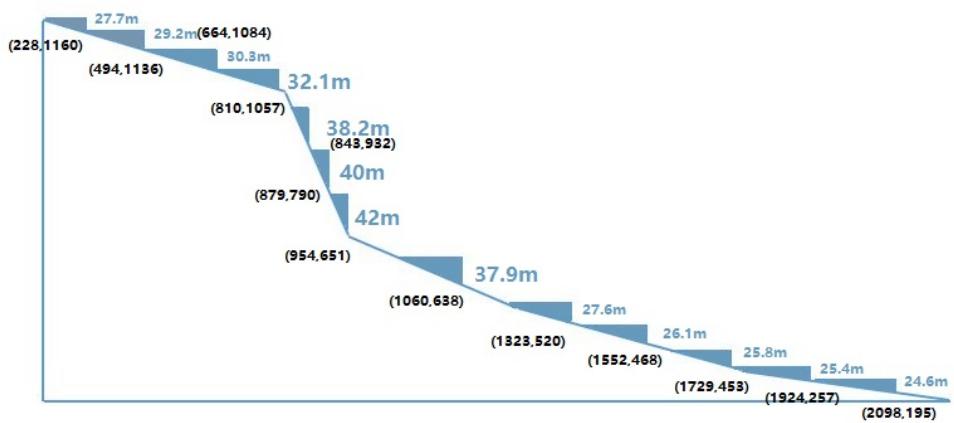 27.7m
(228,1160)
29.2m
(664,1084)
(494,1136)
30.3m
32.1m
(810,1057)
38.2m
(843,932)
40m
(879,790)
42m
(954,651)
37.9m
(1060,638)
27.6m
(1323,520)
26.1m
(1552,468)
25.8m
(1729,453)
25.4m
(1924,257)
24.6m
(2098,195)